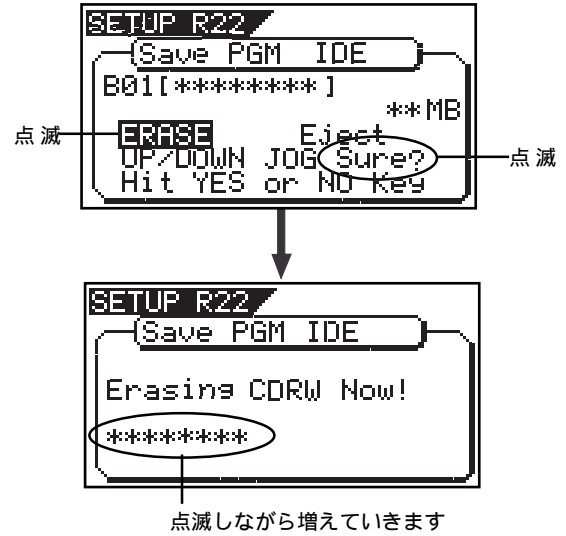 SETUP R22
Save PGM IDE
B01[********]
**MB
点滅
ERASE Eject
UP/DOWN JOG Sure?
点滅
Hit YES or NO Key
SETUP R22
Save PGM IDE
Erasing CDRW Now!
********
点滅しながら増えていきます